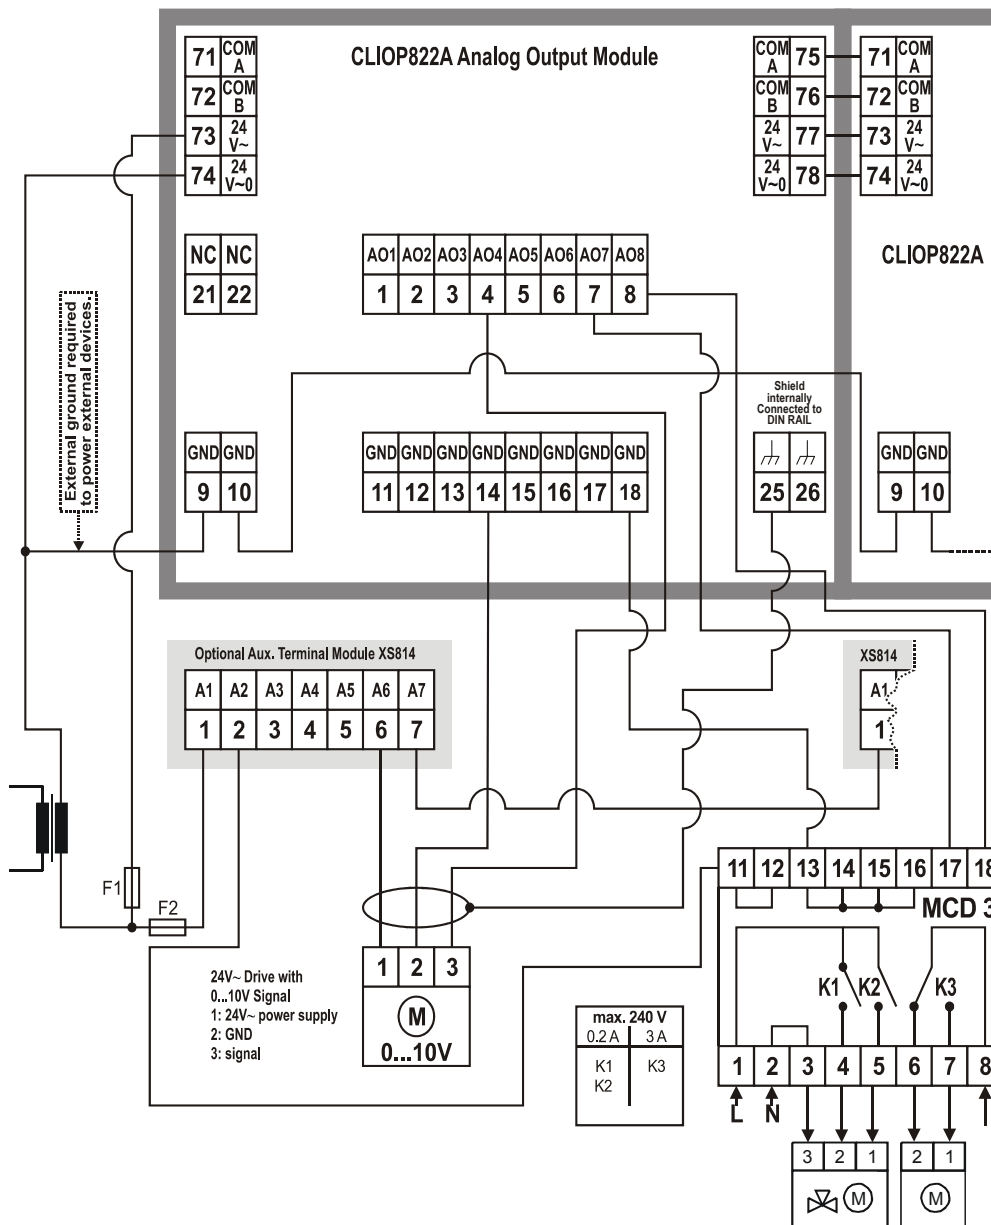 CLIOP822A Analog Output Module
71 COM A
72 COM B
73 24 V~
74 24 V~0
COM A 75
COM B 76
24 V~ 77
24 V~0 78
71 COM A
72 COM B
73 24 V~
74 24 V~0
NC NC
21 22
AO1 AO2 AO3 AO4 AO5 AO6 AO7 AO8
1 2 3 4 5 6 7 8
CLIOP822A
External ground required
to power external devices.
Shield
internally
Connected to
DIN RAIL
GND GND
9 10
GND GND GND GND GND GND GND GND
11 12 13 14 15 16 17 18
25 26
GND GND
9 10
Optional Aux. Terminal Module XS814
A1 A2 A3 A4 A5 A6 A7
1 2 3 4 5 6 7
XS814
A1
1
F1
F2
11 12 13 14 15 16 17 18
MCD 3
K1 K2 K3
24V~ Drive with
0...10V Signal
1: 24V~ power supply
2: GND
3: signal
1 2 3
M
0...10V
max. 240 V
0.2 A 3 A
K1 K3
K2
1 2 3 4 5 6 7 8
L N
3 2 1
M
2 1
M